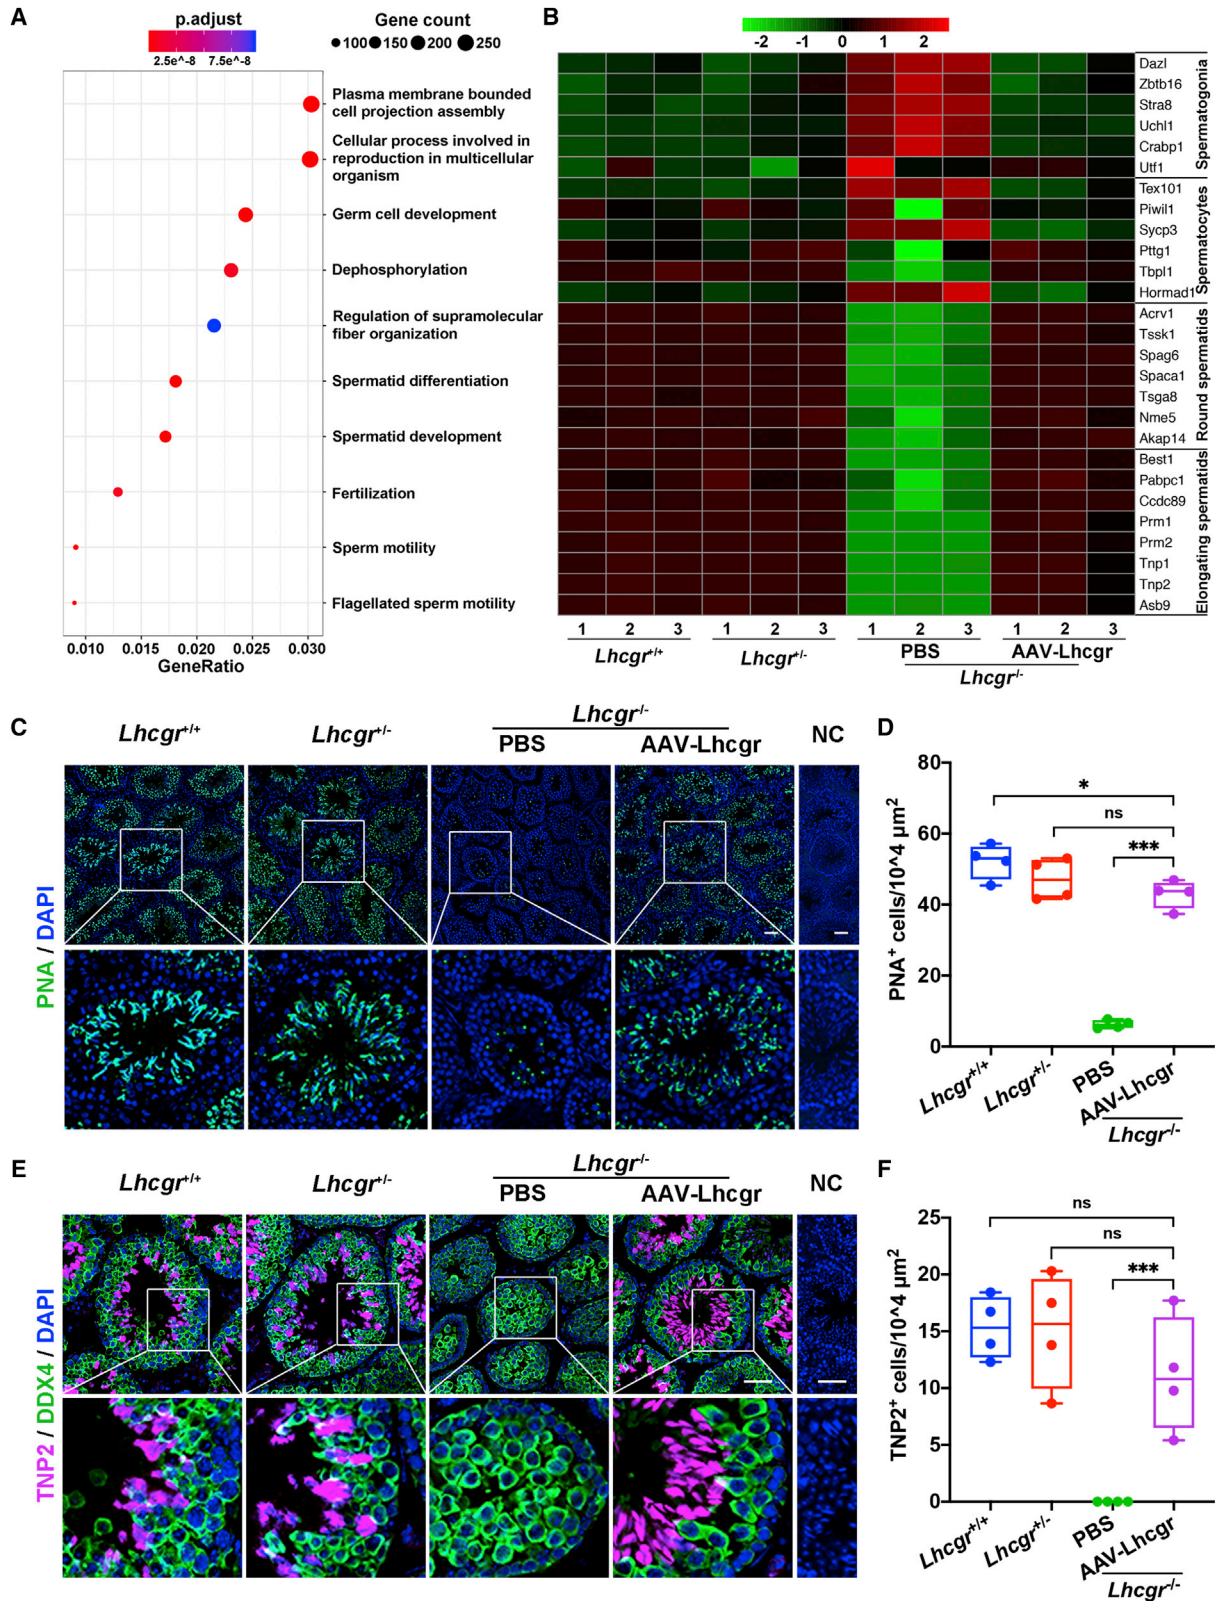 A
p.adjust
2.5e^-8 7.5e^-8
Gene count
100 150 200 250
Plasma membrane bounded
cell projection assembly
Cellular process involved in
reproduction in multicellular
organism
Germ cell development
Dephosphorylation
Regulation of supramolecular
fiber organization
Spermatid differentiation
Spermatid development
Fertilization
Sperm motility
Flagellated sperm motility
0.010 0.015 0.020 0.025 0.030
GeneRatio
B
-2 -1 0 1 2
Dazl
Zbtb16
Stra8
Uchl1
Crabp1
Utf1
Tex101
Piwil1
Sycp3
Pttg1
Tbpl1
Hormad1
Acrv1
Tssk1
Spag6
Spaca1
Tsga8
Nme5
Akap14
Best1
Pabpc1
Ccdc89
Prm1
Prm2
Tnp1
Tnp2
Asb9
Spermatogonia
Spermatocytes
Round spermatids
Elongating spermatids
1 2 3 1 2 3 1 2 3 1 2 3
Lhcgr+/+ Lhcgr+/- PBS AAV-Lhcgr
Lhcgr-/-
C
Lhcgr+/+ Lhcgr+/- Lhcgr-/- NC
PBS AAV-Lhcgr
PNA / DAPI
D
80
60
40
20
0
PNA+ cells/10^4 µm2
*
ns
***
Lhcgr+/+ Lhcgr+/- PBS AAV-Lhcgr
Lhcgr-/-
E
Lhcgr+/+ Lhcgr+/- Lhcgr-/- NC
PBS AAV-Lhcgr
TNP2 / DDX4 / DAPI
F
25
20
15
10
5
0
TNP2+ cells/10^4 µm2
ns
ns
***
Lhcgr+/+ Lhcgr+/- PBS AAV-Lhcgr
Lhcgr-/-